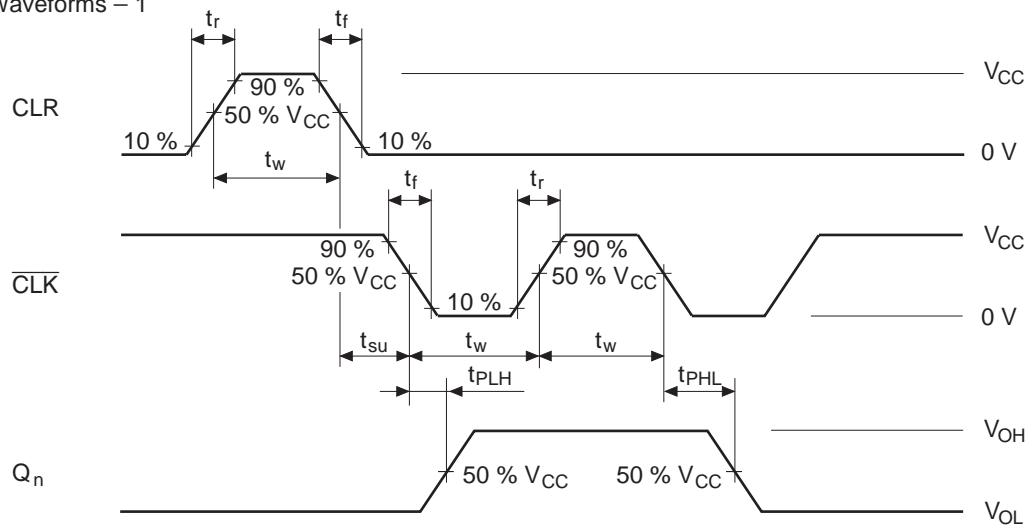 Waveforms – 1
tr
tf
VCC
90 %
CLR
50 % VCC
10 %
10 %
0 V
tw
tf
tr
VCC
90 %
90 %
CLK
50 % VCC
50 % VCC
10 %
0 V
tsu
tw
tw
tPLH
tPHL
VOH
Qn
50 % VCC
50 % VCC
VOL